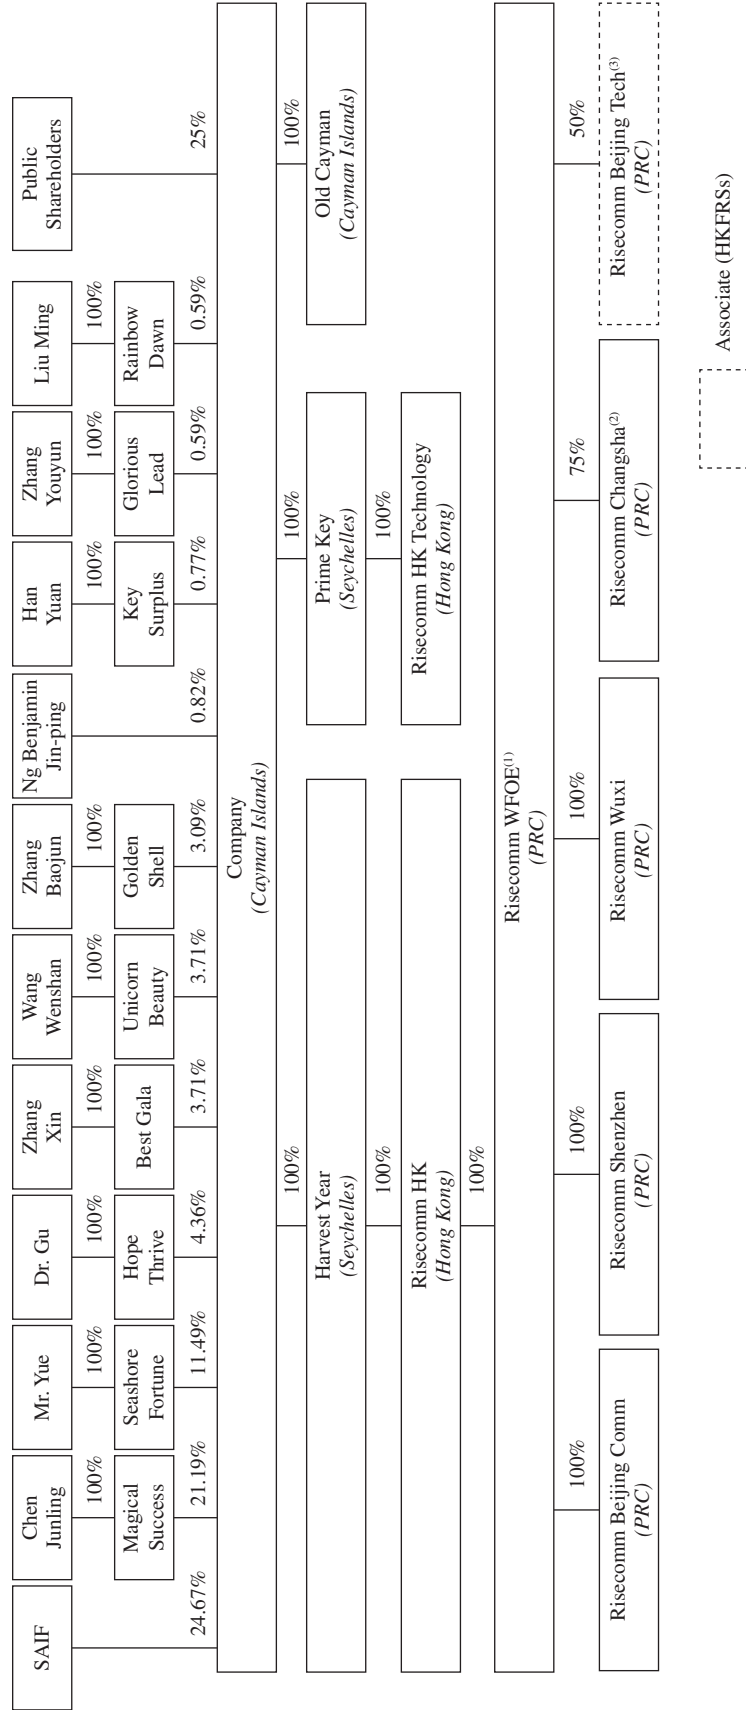 SAIF
Chen
Junling
Mr. Yue
Dr. Gu
Zhang
Xin
Wang
Wenshan
Zhang
Baojun
Ng Benjamin
Jin-ping
Han
Yuan
Zhang
Youyun
Liu Ming
Public
Shareholders
100%
100%
100%
100%
100%
100%
100%
100%
100%
Magical
Success
Seashore
Fortune
Hope
Thrive
Best Gala
Unicorn
Beauty
Golden
Shell
Key
Surplus
Glorious
Lead
Rainbow
Dawn
24.67%
21.19%
11.49%
4.36%
3.71%
3.71%
3.09%
0.82%
0.77%
0.59%
0.59%
25%
Company
(Cayman Islands)
100%
100%
100%
Harvest Year
(Seychelles)
Prime Key
(Seychelles)
Old Cayman
(Cayman Islands)
100%
100%
Risecomm HK
(Hong Kong)
Risecomm HK Technology
(Hong Kong)
100%
Risecomm WFOE(1)
(PRC)
100%
100%
100%
75%
50%
Risecomm Beijing Comm
(PRC)
Risecomm Shenzhen
(PRC)
Risecomm Wuxi
(PRC)
Risecomm Changsha(2)
(PRC)
Risecomm Beijing Tech(3)
(PRC)
Associate (HKFRSs)